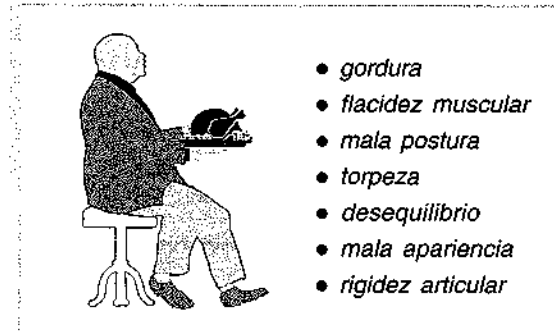 ● gordura
● flacidez muscular
● mala postura
● torpeza
● desequilibrio
● mala apariencia
● rigidez articular